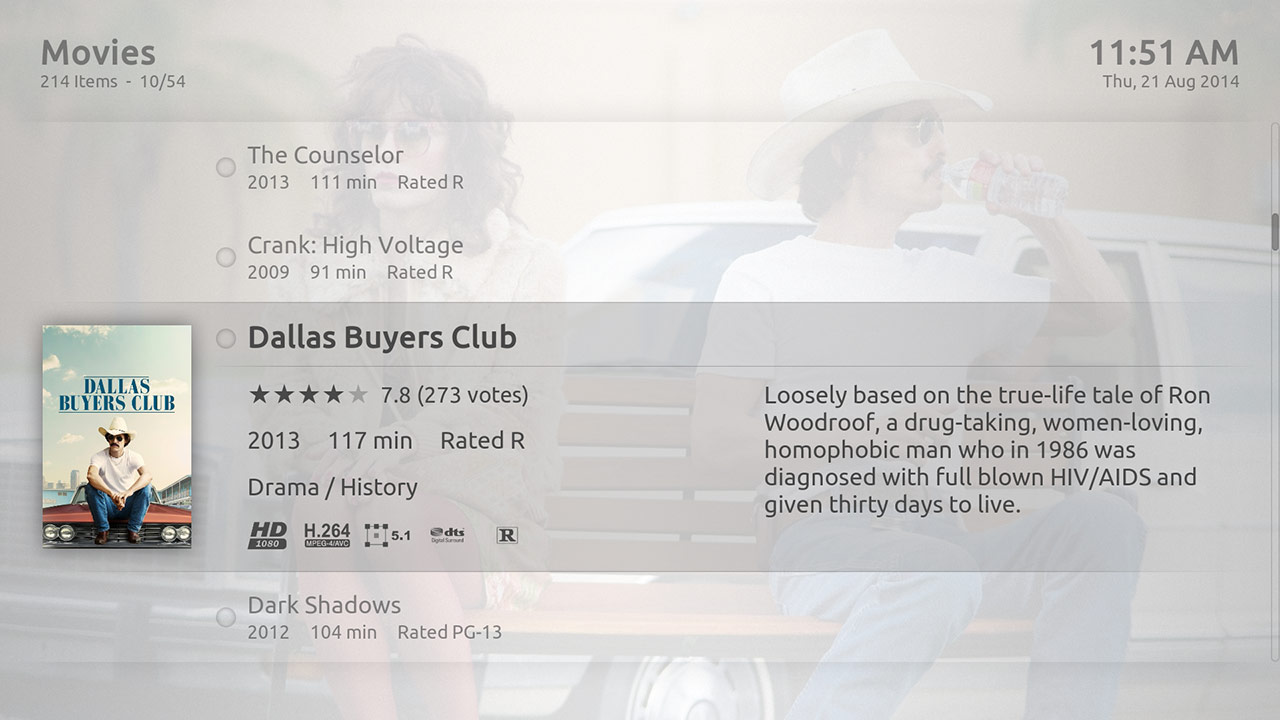 Movies
214 Items - 10/54
11:51 AM
Thu, 21 Aug 2014
The Counselor
2013 111 min Rated R
Crank: High Voltage
2009 91 min Rated R
Dallas Buyers Club
DALLAS
BUYERS CLUB
7.8 (273 votes)
2013 117 min Rated R
Drama / History
HD 1080
H.264 MPEG-4/AVC
5.1
dts Digital Surround
R
Loosely based on the true-life tale of Ron
Woodroof, a drug-taking, women-loving,
homophobic man who in 1986 was
diagnosed with full blown HIV/AIDS and
given thirty days to live.
Dark Shadows
2012 104 min Rated PG-13